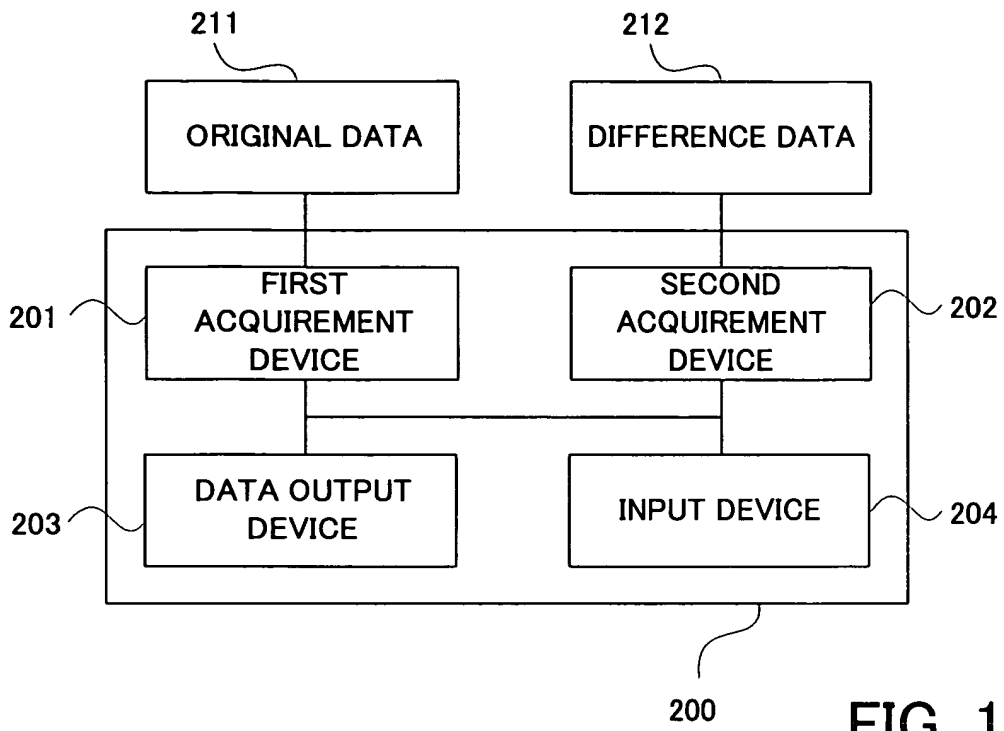 211
212
ORIGINAL DATA
DIFFERENCE DATA
201
FIRST
ACQUIREMENT
DEVICE
SECOND
ACQUIREMENT
DEVICE
202
203
DATA OUTPUT
DEVICE
INPUT DEVICE
204
200
FIG. 1